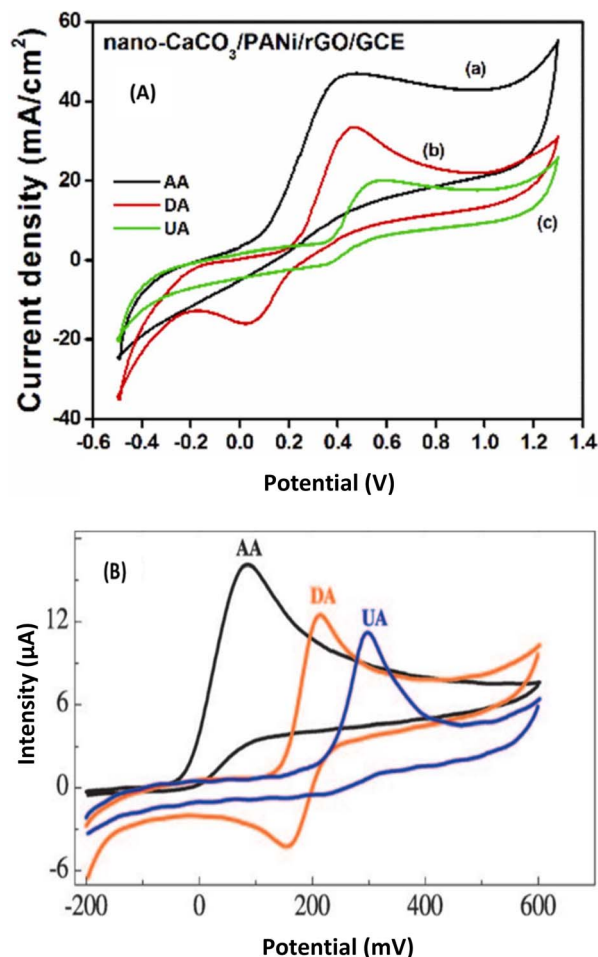 nano-CaCO3/PANi/rGO/GCE
(A)
(a)
(b)
(c)
AA
DA
UA
Current density (mA/cm2)
60
40
20
0
-20
-40
-0.6 -0.4 -0.2 0.0 0.2 0.4 0.6 0.8 1.0 1.2 1.4
Potential (V)
(B)
AA
DA
UA
Intensity (µA)
12
6
0
-6
-200 0 200 400 600
Potential (mV)